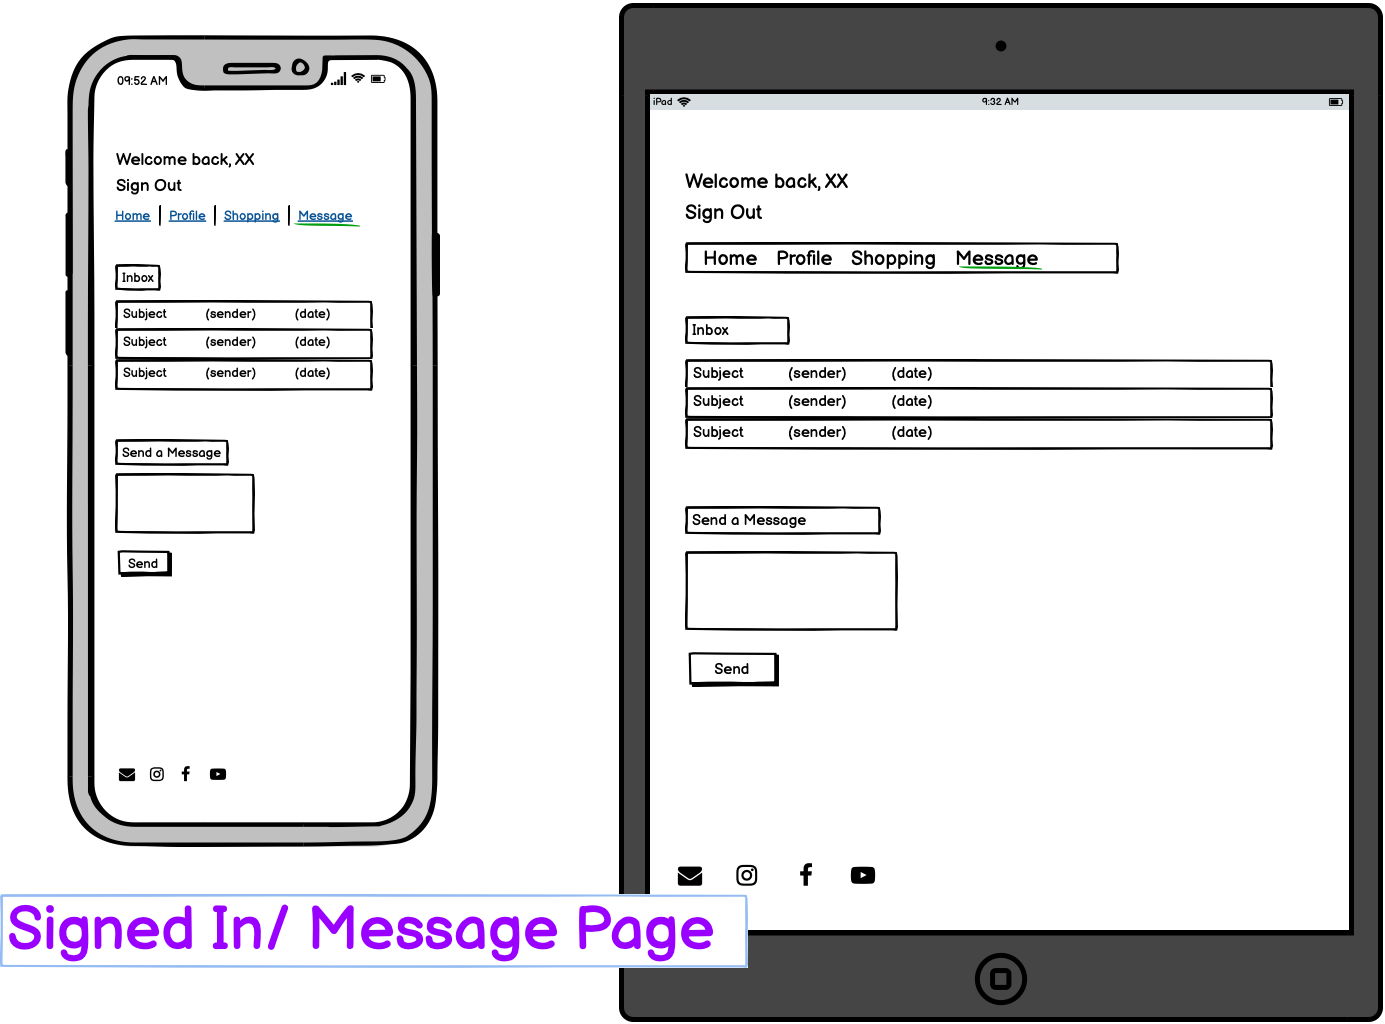 09:52 AM
Welcome back, XX
Sign Out
Home Profile Shopping Message
Inbox
Subject (sender) (date)
Subject (sender) (date)
Subject (sender) (date)
Send a Message
Send
iPad 9:32 AM
Welcome back, XX
Sign Out
Home Profile Shopping Message
Inbox
Subject (sender) (date)
Subject (sender) (date)
Subject (sender) (date)
Send a Message
Send
Signed In/ Message Page